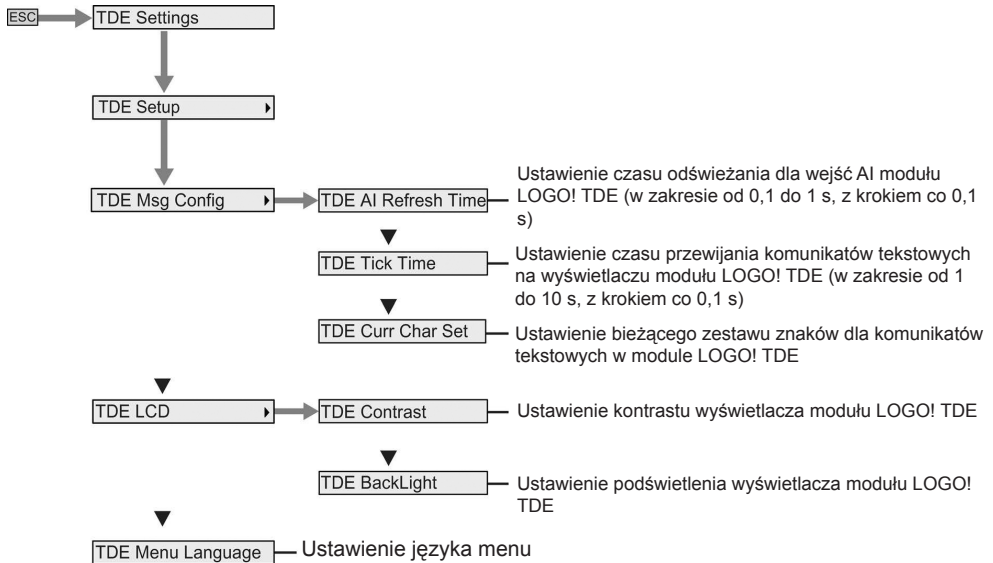 ESC
TDE Settings
TDE Setup
TDE Msg Config
TDE AI Refresh Time
Ustawienie czasu odświeżania dla wejść AI modułu
LOGO! TDE (w zakresie od 0,1 do 1 s, z krokiem co 0,1
s)
TDE Tick Time
Ustawienie czasu przewijania komunikatów tekstowych
na wyświetlaczu modułu LOGO! TDE (w zakresie od 1
do 10 s, z krokiem co 0,1 s)
TDE Curr Char Set
Ustawienie bieżącego zestawu znaków dla komunikatów
tekstowych w module LOGO! TDE
TDE LCD
TDE Contrast
Ustawienie kontrastu wyświetlacza modułu LOGO! TDE
TDE BackLight
Ustawienie podświetlenia wyświetlacza modułu LOGO!
TDE
TDE Menu Language
Ustawienie języka menu